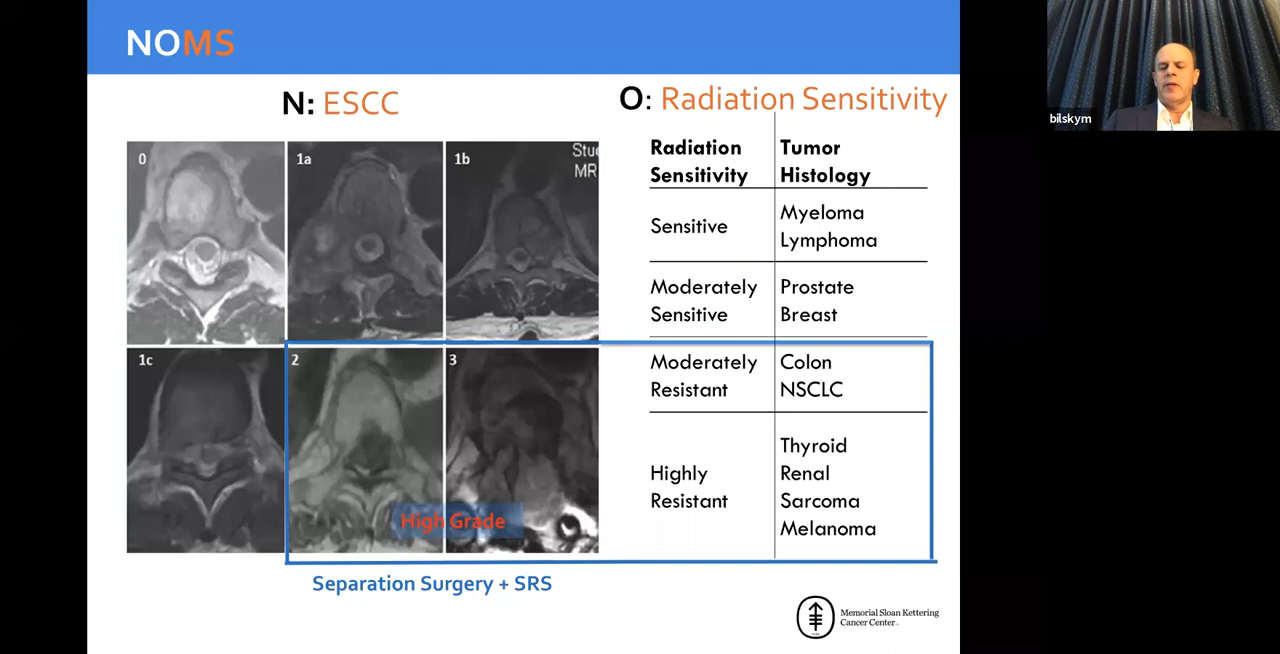 NOMS
N: ESCC
O: Radiation Sensitivity
0
1a
1b
MR
1c
2
3
High Grade
Separation Surgery + SRS
Radiation Sensitivity
Tumor Histology
Sensitive
Myeloma
Lymphoma
Moderately Sensitive
Prostate
Breast
Moderately Resistant
Colon
NSCLC
Highly Resistant
Thyroid
Renal
Sarcoma
Melanoma
Memorial Sloan Kettering
Cancer Center
bilskym